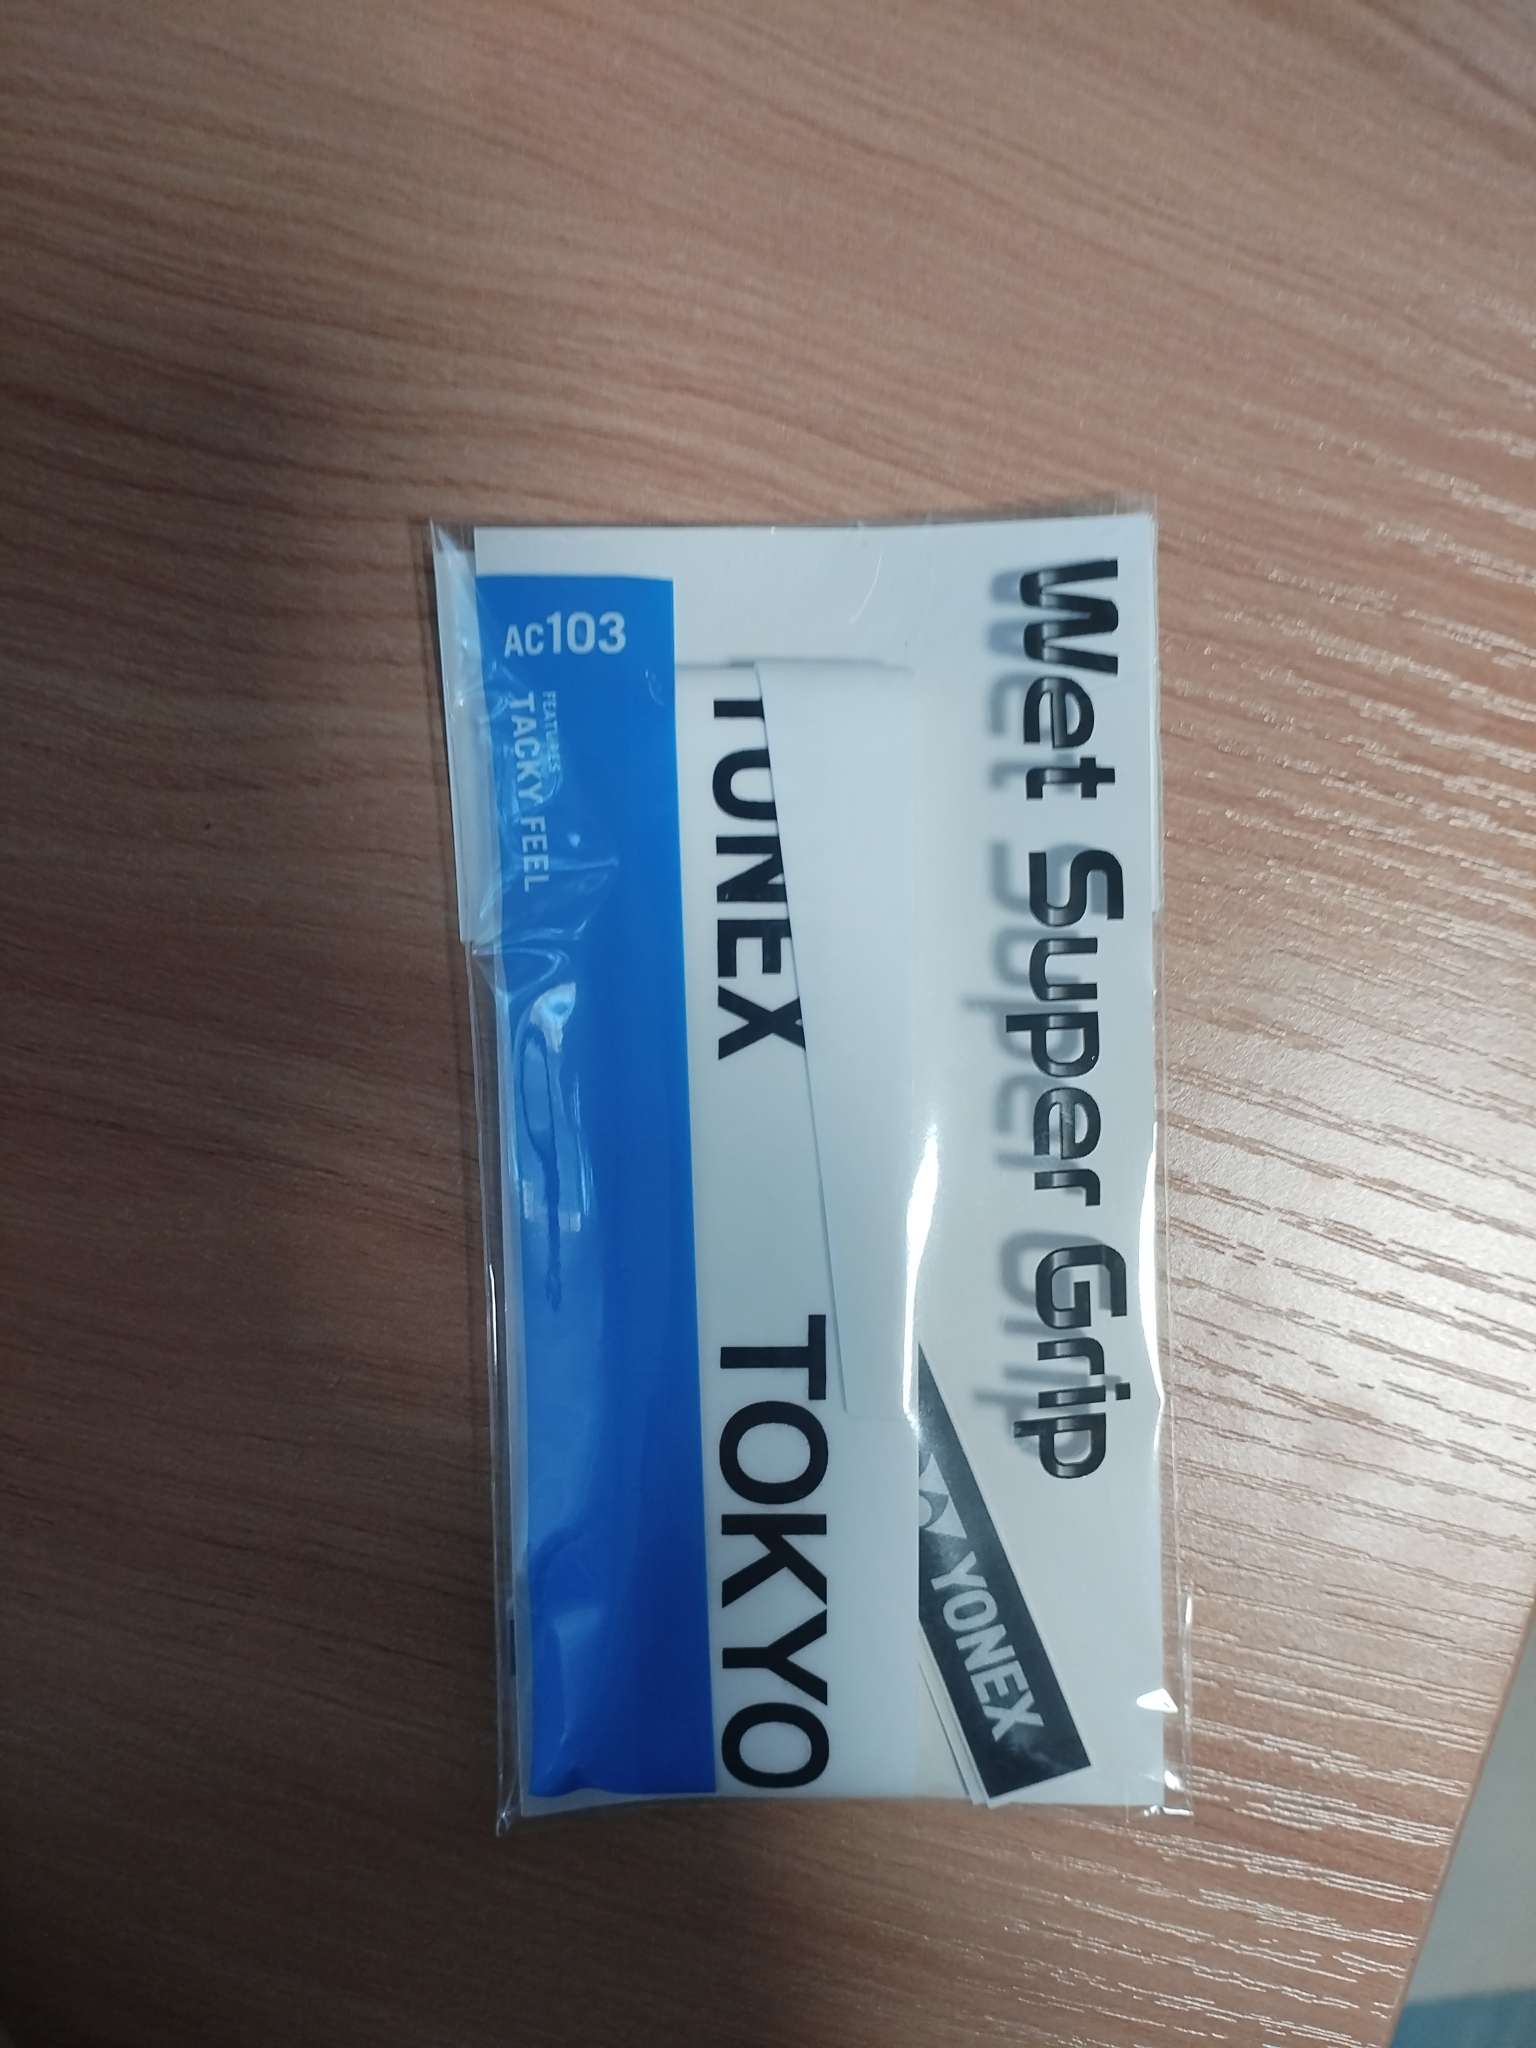 Wet Super Grip
YONEX
YONEX TOKYO
AC103
FEATURES
TACKY FEEL